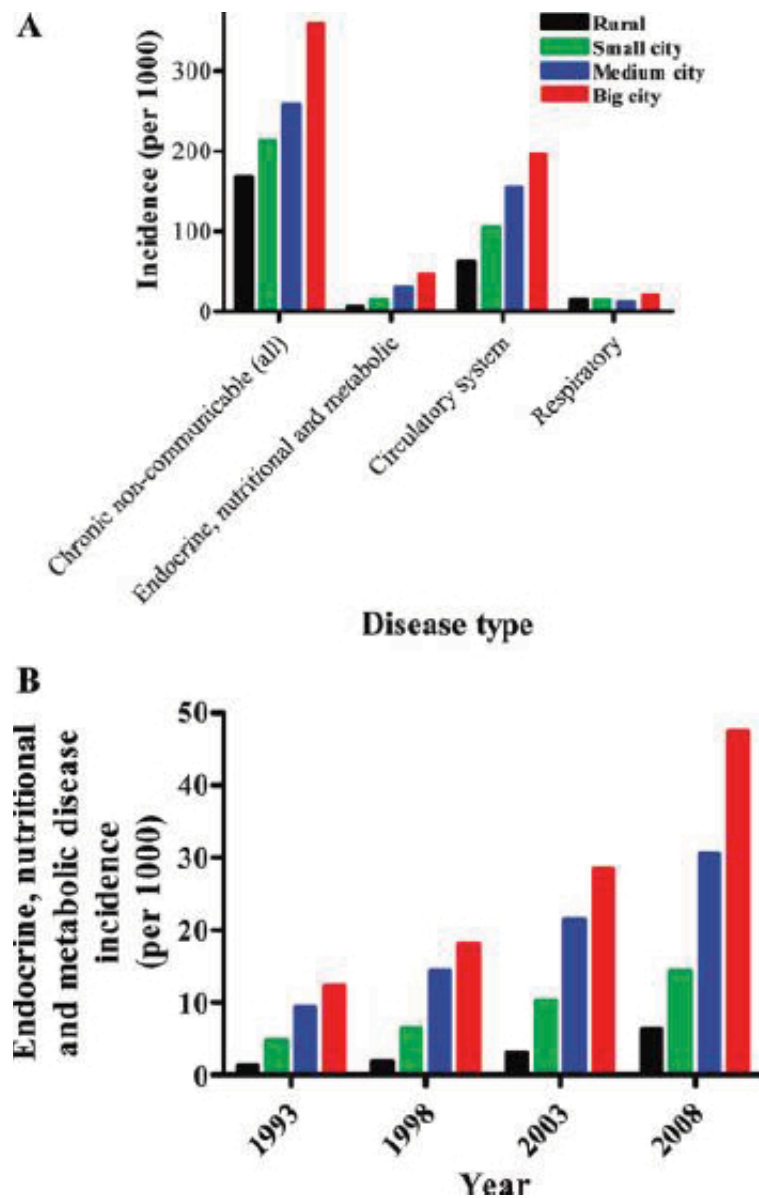 A
Rural
Small city
Medium city
Big city
Incidence (per 1000)
300
200
100
0
Chronic non-communicable (all)
Endocrine, nutritional and metabolic
Circulatory system
Respiratory
Disease type
B
Endocrine, nutritional
and metabolic disease
incidence
(per 1000)
50
40
30
20
10
0
1993
1998
2003
2008
Year